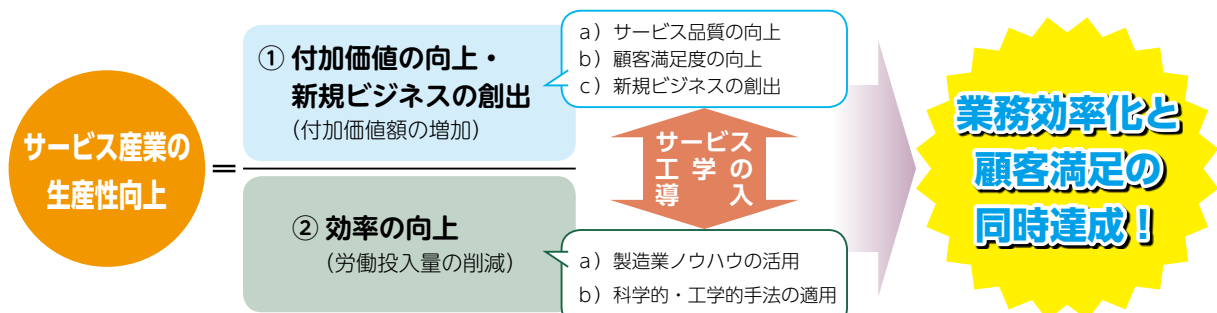 サービス産業の
生産性向上
＝
① 付加価値の向上・
新規ビジネスの創出
（付加価値額の増加）
a）サービス品質の向上
b）顧客満足度の向上
c）新規ビジネスの創出
サービス
工学の
導入
② 効率の向上
（労働投入量の削減）
a）製造業ノウハウの活用
b）科学的・工学的手法の適用
業務効率化と
顧客満足の
同時達成！